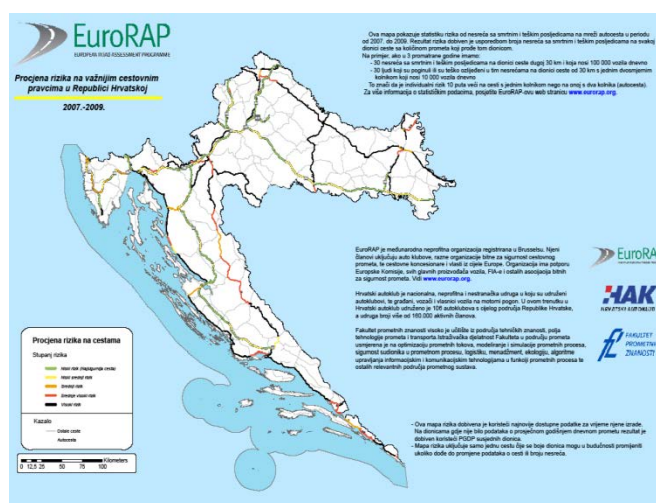 EuroRAP
EUROPEAN ROAD ASSESSMENT PROGRAMME
Procjena rizika na važnijim cestovnim
pravcima u Republici Hrvatskoj
2007.-2009.
Ova mapa pokazuje statistiku rizika od nesreća sa smrtnim i teškim posljedicama na mreži autocesta u periodu
od 2007. do 2009. Rezultat rizika dobiven je usporedbom broja nesreća sa smrtnim i teškim posljedicama na svakoj
dionici ceste sa količinom prometa koji prođe tom dionicom.
Na primjer, ako u 3 promatrane godine imamo:
- 30 nesreća sa smrtnim i teškim posljedicama na dionici ceste dugoj 30 km i koja nosi 100 000 vozila dnevno
- 30 ljudi koji su poginuli ili su teško ozlijeđeni u tim nesrećama na dionici ceste od 30 km s jednim dvosmjernim
kolnikom koji nosi 10 000 vozila dnevno
To znači da je individualni rizik 10 puta veći na cesti s jednim kolnikom nego na onoj s dva kolnika (autocesta).
Za više informacija o statističkim podacima, posjetite EuroRAP-ovu web stranicu www.eurorap.org.
EuroRAP je međunarodna neprofitna organizacija registrirana u Brusselsu. Njeni
članovi uključuju auto klubove, razne organizacije bitne za sigurnost cestovnog
prometa, te cestovne koncesionare i vlasti iz cijele Europe. Organizacija ima potporu
Europske Komisije, svih glavnih proizvođača vozila, FIA-e i ostalih asocijacija bitnih
za sigurnost prometa. Vidi www.eurorap.org.
Hrvatski autoklub je nacionalna, neprofitna i nestranačka udruga u koju su udruženi
autoklubovi, te građani, vozači i vlasnici vozila na motorni pogon. U ovom trenutku u
Hrvatski autoklub udruženo je 106 autoklubova s cijelog područja Republike Hrvatske,
a udruga broji više od 160.000 aktivnih članova.
Fakultet prometnih znanosti visoko je učilište iz područja tehničkih znanosti, polja
tehnologije prometa i transporta. Istraživačka djelatnost Fakulteta u području prometa
usmjerena je na optimizaciju prometnih tokova, modeliranje i simulacije prometnih procesa,
sigurnost sudionika u prometnom procesu, logistiku, menadžment, ekologiju, algoritme
upravljanja informacijskim i komunikacijskim tehnologijama u funkciji prometnih procesa te
ostalih relevantnih područja prometnog sustava.
EuroRAP
HAK
HRVATSKI AUTOKLUB
FAKULTET
PROMETNIH
ZNANOSTI
Procjena rizika na cestama
Stupanj rizika
Niski rizik (najsigurnija cesta)
Niski srednji rizik
Srednji rizik
Srednje visoki rizik
Visoki rizik
Kazalo
Ostale ceste
Autoceste
Kilometers
0 12,5 25 50 75 100
- Ova mapa rizika dobivena je koristeći najnovije dostupne podatke za vrijeme njene izrade.
Na dionicama gdje nije bilo podataka o prosječnom godišnjem dnevnom prometu rezultat je
dobiven koristeći PGDP susjednih dionica.
- Mapa rizika uključuje samo jednu cestu čije se boje dionica mogu u budućnosti promijeniti
ukoliko dođe do promjene podataka o cesti ili broju nesreća.